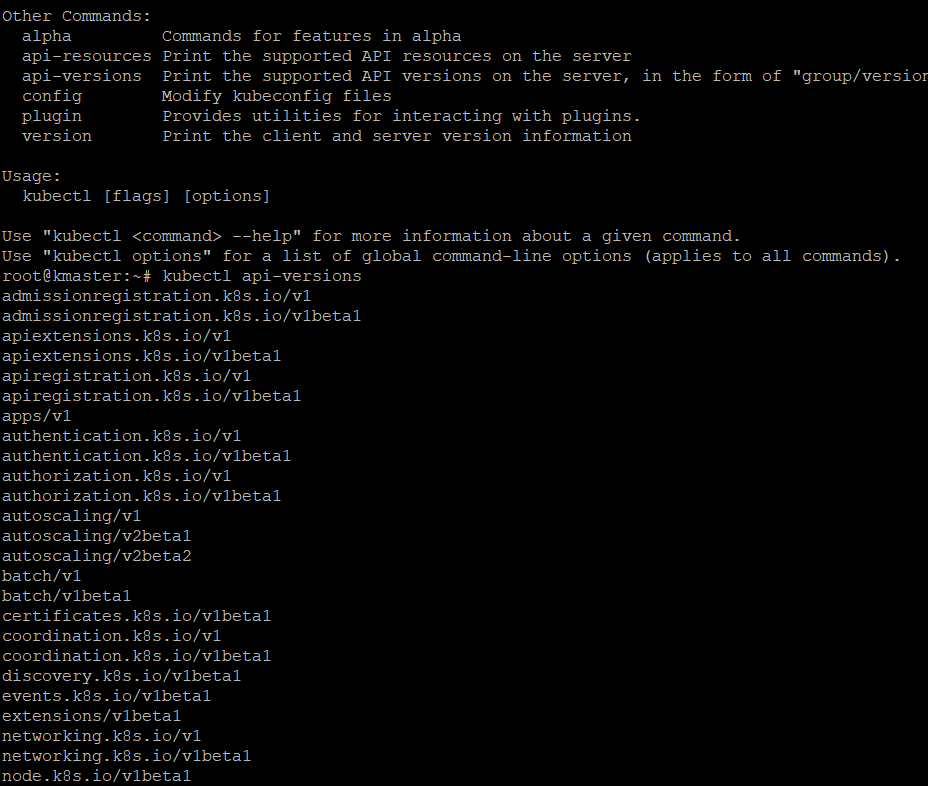 Other Commands:
  alpha         Commands for features in alpha
  api-resources Print the supported API resources on the server
  api-versions  Print the supported API versions on the server, in the form of "group/version
  config        Modify kubeconfig files
  plugin        Provides utilities for interacting with plugins.
  version       Print the client and server version information

Usage:
  kubectl [flags] [options]

Use "kubectl <command> --help" for more information about a given command.
Use "kubectl options" for a list of global command-line options (applies to all commands).
root@kmaster:~# kubectl api-versions
admissionregistration.k8s.io/v1
admissionregistration.k8s.io/v1beta1
apiextensions.k8s.io/v1
apiextensions.k8s.io/v1beta1
apiregistration.k8s.io/v1
apiregistration.k8s.io/v1beta1
apps/v1
authentication.k8s.io/v1
authentication.k8s.io/v1beta1
authorization.k8s.io/v1
authorization.k8s.io/v1beta1
autoscaling/v1
autoscaling/v2beta1
autoscaling/v2beta2
batch/v1
batch/v1beta1
certificates.k8s.io/v1beta1
coordination.k8s.io/v1
coordination.k8s.io/v1beta1
discovery.k8s.io/v1beta1
events.k8s.io/v1beta1
extensions/v1beta1
networking.k8s.io/v1
networking.k8s.io/v1beta1
node.k8s.io/v1beta1